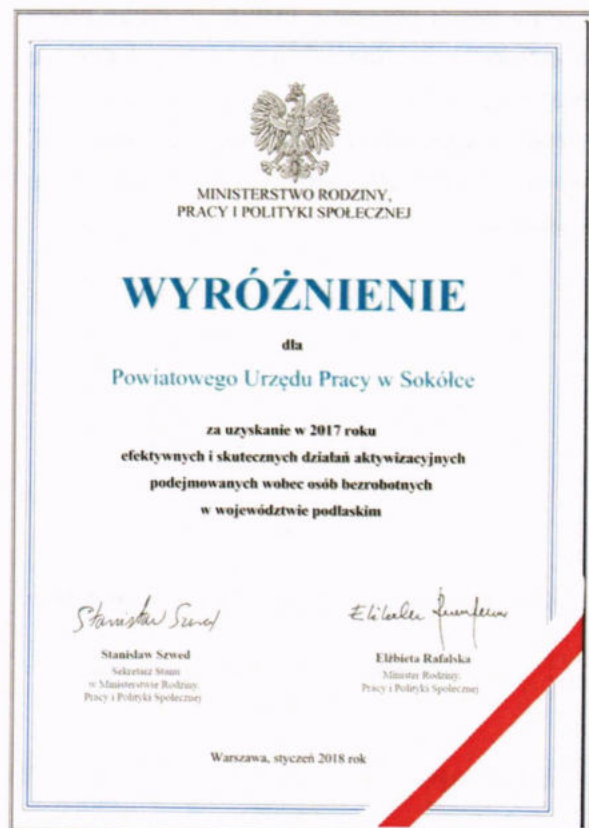 MINISTERSTWO RODZINY,
PRACY I POLITYKI SPOŁECZNEJ
WYRÓŻNIENIE
dla
Powiatowego Urzędu Pracy w Sokółce
za uzyskanie w 2017 roku
efektywnych i skutecznych działań aktywizacyjnych
podejmowanych wobec osób bezrobotnych
w województwie podlaskim
Stanisław Szwed
Stanisław Szwed
Sekretarz Stanu
w Ministerstwie Rodziny,
Pracy i Polityki Społecznej
Elżbieta Rafalska
Minister Rodziny,
Pracy i Polityki Społecznej
Warszawa, styczeń 2018 rok